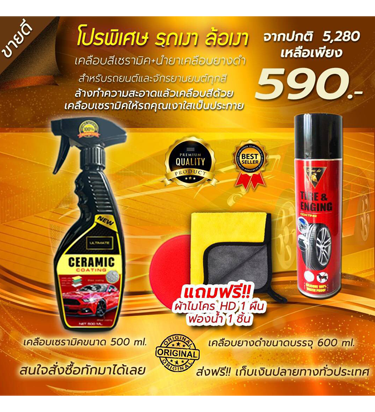 ขายดี
โปรพิเศษ รถเงา ล้อเงา
เคลือบสีเซรามิค+น้ำยาเคลือบยางดำ
สำหรับรถยนต์และจักรยานยนต์ทุกสี
ล้างทำความสะอาดแล้วเคลือบสีด้วย
เคลือบเซรามิคให้รถคุณเงาใสเป็นประกาย
จากปกติ 5,280
เหลือเพียง
590.-
PREMIUM
QUALITY
PRODUCT
BEST
SELLER
NEW
ULTIMATE
CERAMIC
COATING
NET 500 ML.
TIRE &
ENGING
แถมฟรี!!
ผ้าไมโคร HD 1 ผืน
ฟองน้ำ 1 ชิ้น
ORIGINAL
ORIGINAL
ORIGINAL
เคลือบเซรามิคขนาด 500 ml.
เคลือบยางดำขนาดบรรจุ 600 ml.
สนใจสั่งซื้อทักมาได้เลย
ส่งฟรี!! เก็บเงินปลายทางทั่วประเทศ